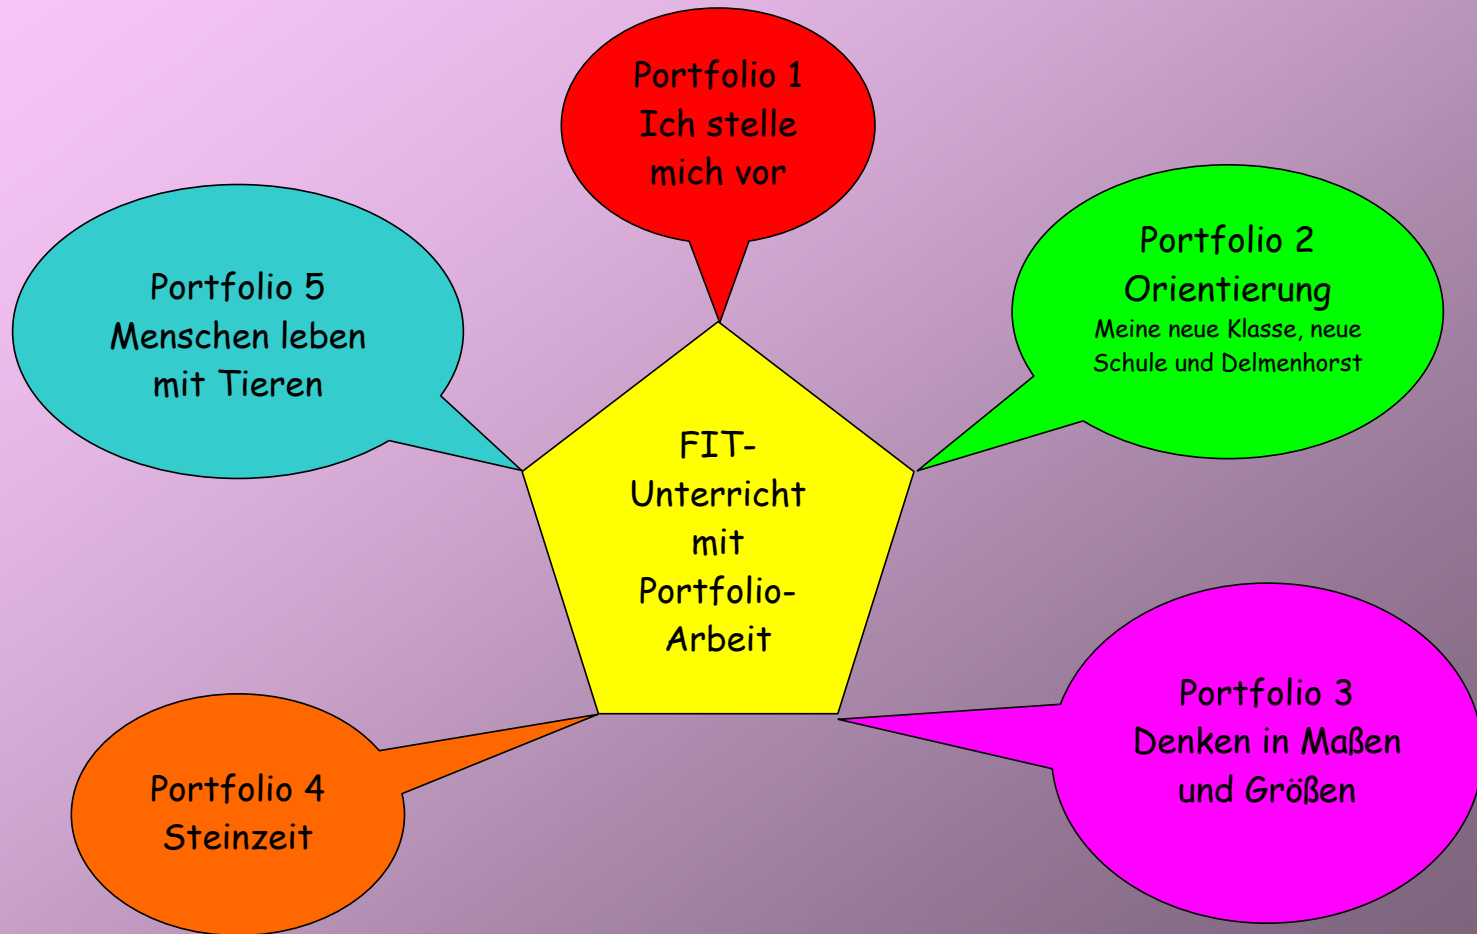 Portfolio 1
Ich stelle
mich vor
Portfolio 2
Orientierung
Meine neue Klasse, neue
Schule und Delmenhorst
Portfolio 5
Menschen leben
mit Tieren
FIT-
Unterricht
mit
Portfolio-
Arbeit
Portfolio 3
Denken in Maßen
und Größen
Portfolio 4
Steinzeit